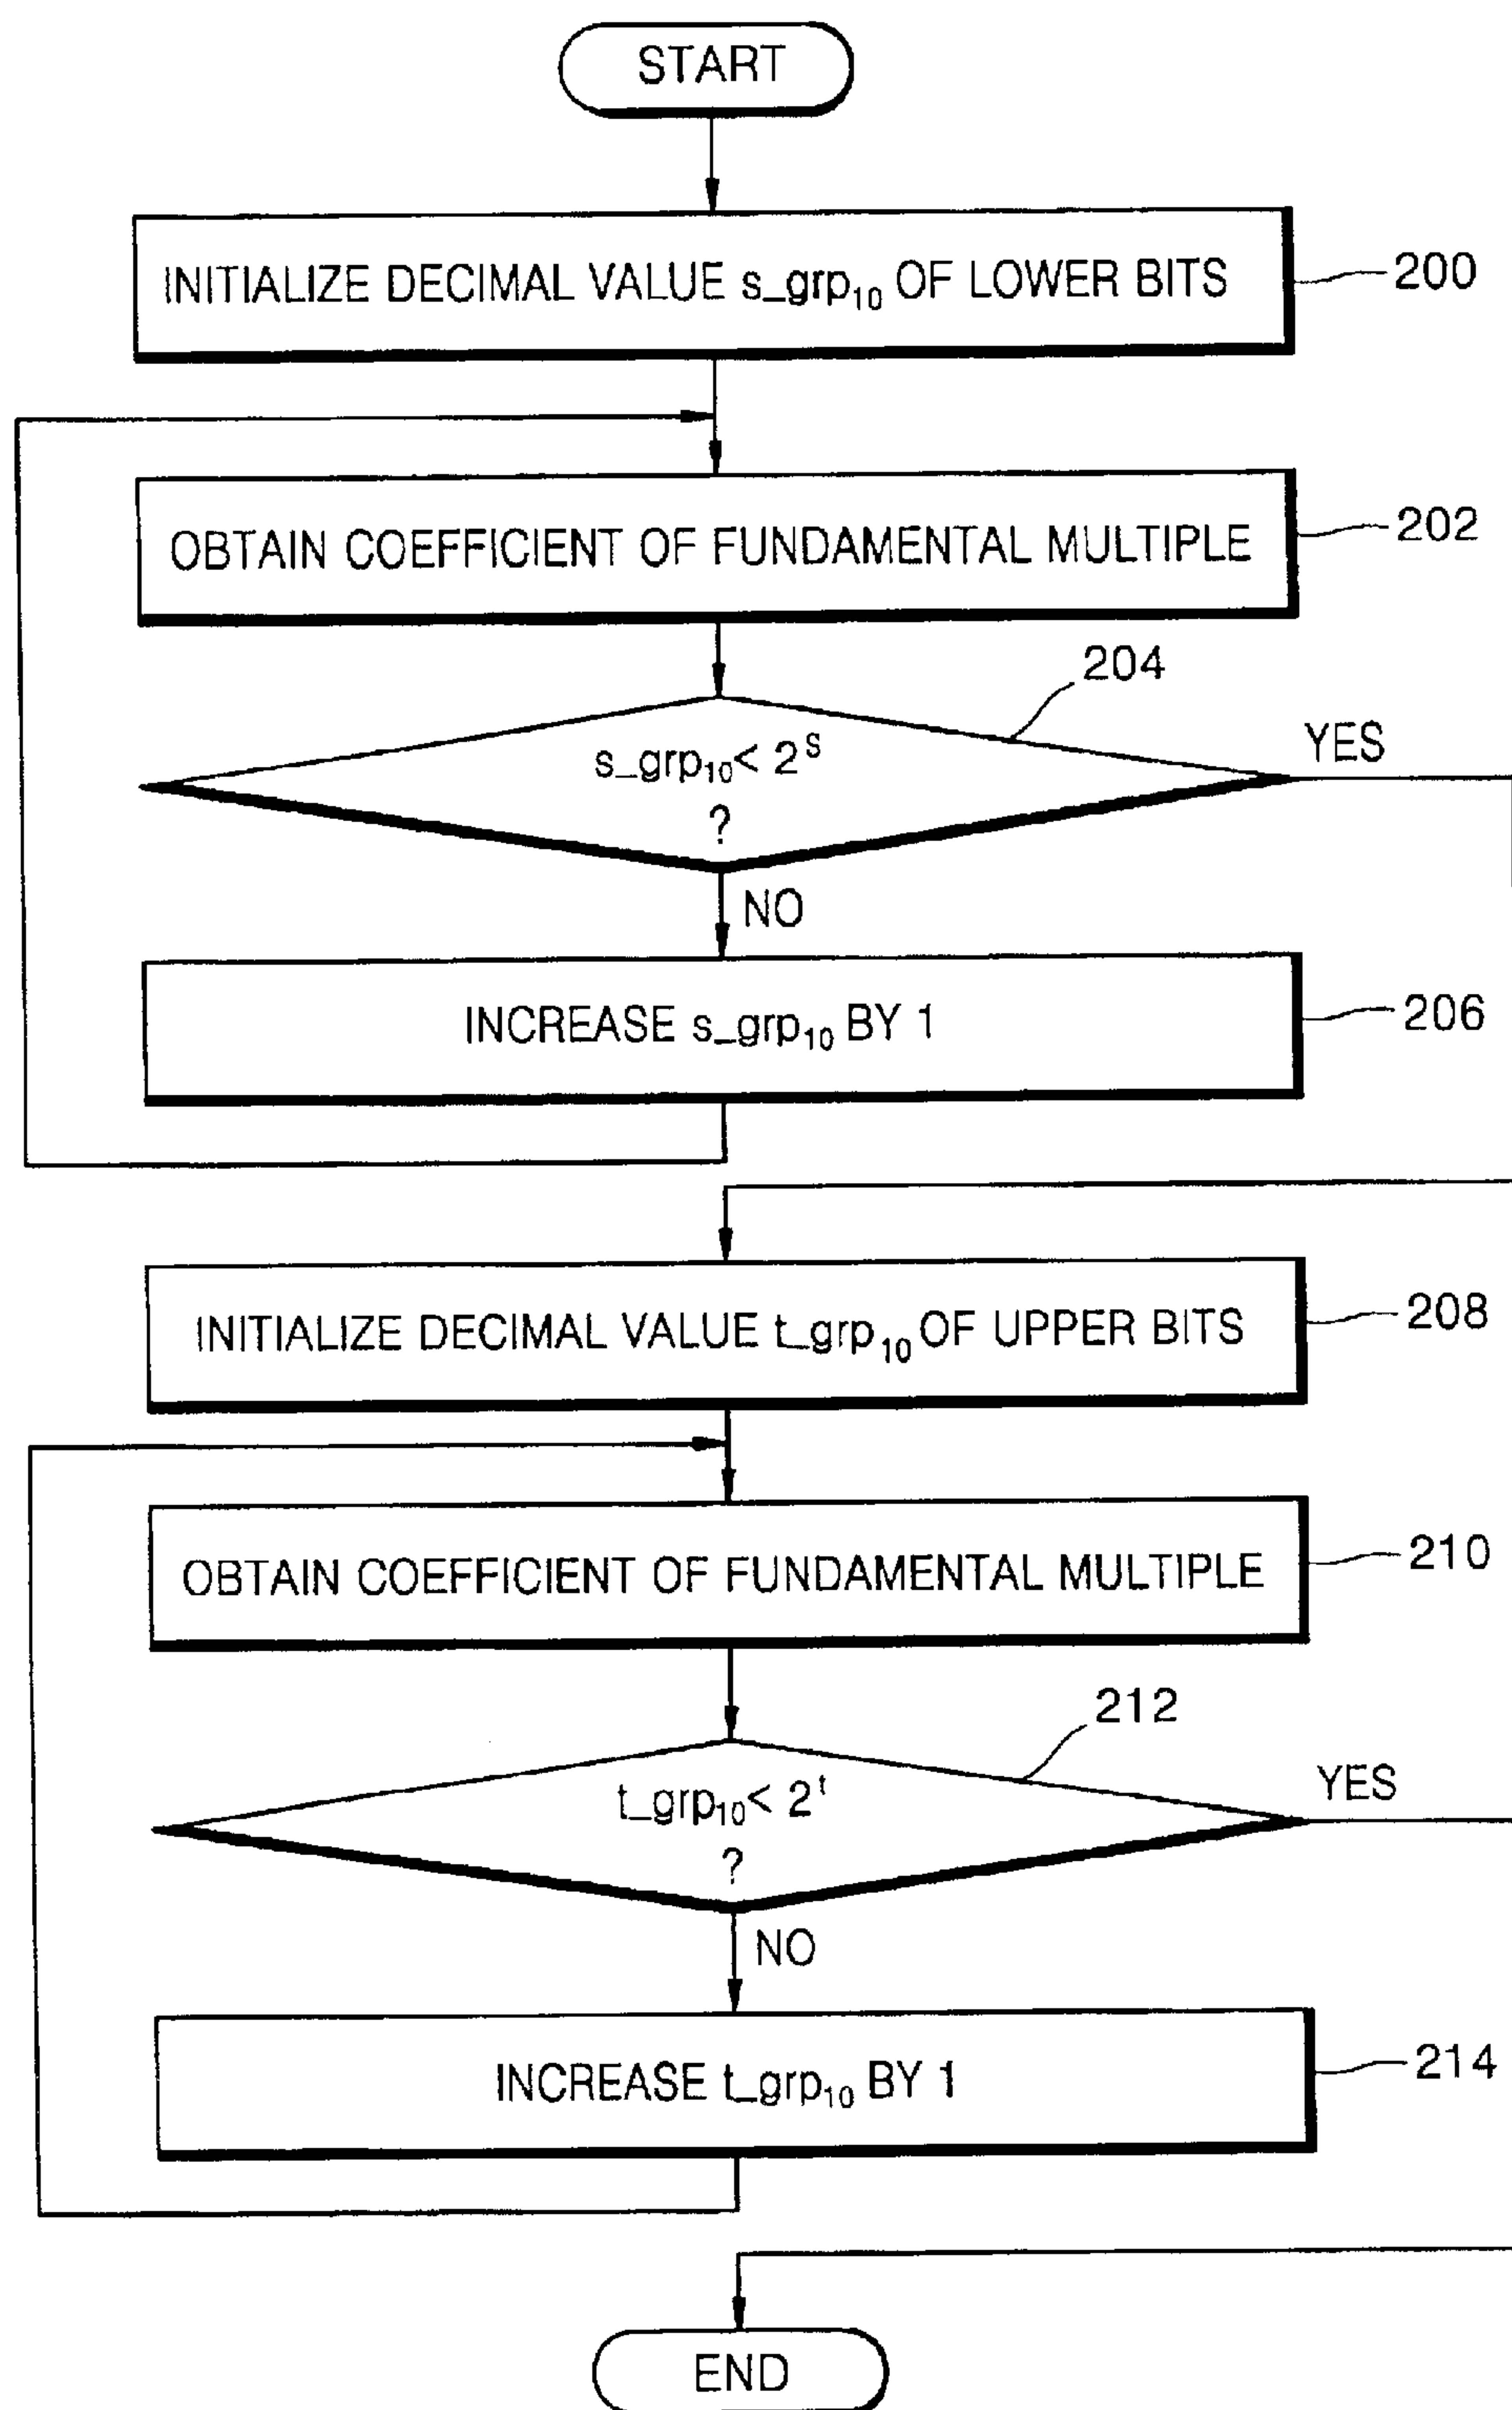 START
INITIALIZE DECIMAL VALUE s_grp₁₀ OF LOWER BITS
200
OBTAIN COEFFICIENT OF FUNDAMENTAL MULTIPLE
202
204
s_grp₁₀< 2ˢ
?
YES
NO
INCREASE s_grp₁₀ BY 1
206
INITIALIZE DECIMAL VALUE t_grp₁₀ OF UPPER BITS
208
OBTAIN COEFFICIENT OF FUNDAMENTAL MULTIPLE
210
212
t_grp₁₀< 2ᵗ
?
YES
NO
INCREASE t_grp₁₀ BY 1
214
END